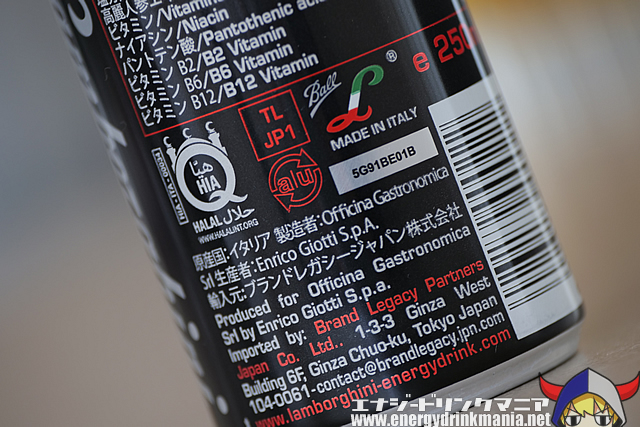 高麗人参エ
ビタミン/Vitamin
ナイアシン/Niacin
パントテン酸/Pantothenic
ビタミン B2/B2 Vitamin
ビタミン B6/B6 Vitamin
ビタミン B12/B12 Vitamin
e 250
TL
JP1
Ball
®
MADE IN ITALY
5G91BE01B
alu
HIA
HALAL حلال
WWW.HALALINT.ORG
原産国:イタリア 製造者:Officina Gastronomica
Srl 生産者:Enrico Giotti S.p.A.
輸入元:ブランドレガシージャパン株式会社
Produced for Officina Gastronomica
Srl by Enrico Giotti S.p.a.
Imported by: Brand Legacy Partners
Japan Co. Ltd.. 1-3-3 Ginza West
Building 6F, Ginza Chuo-ku, Tokyo Japan
104-0061-contact@brandlegacyjpn.com
www.lamborghini-energydrink.com
エナジードリンクマニア
www.energydrinkmania.net